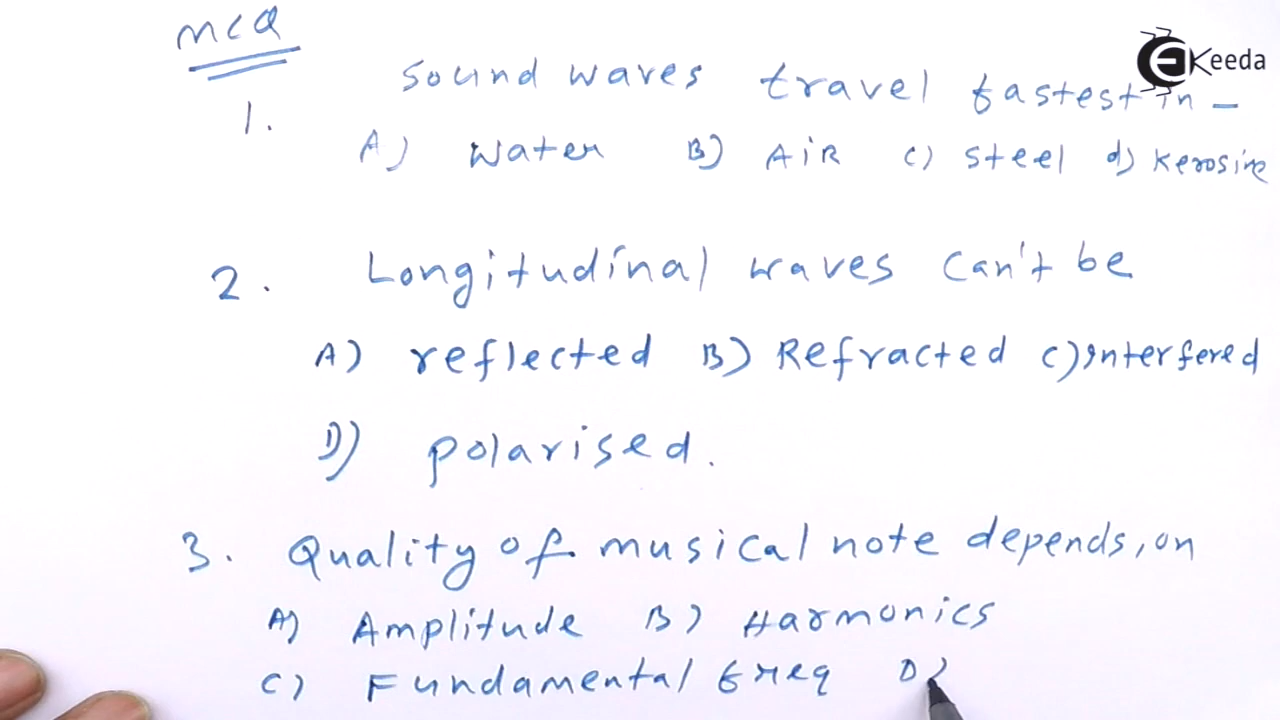 MCQ
EKeeda
1. Sound waves travel fastest in –
A) Water B) AiR C) Steel d) Kerosine
2. Longitudinal waves Can't be
A) reflected B) Refracted C) interfered
D) polarised.
3. Quality of musical note depends, on
A) Amplitude B) Harmonics
C) Fundamental freq D)